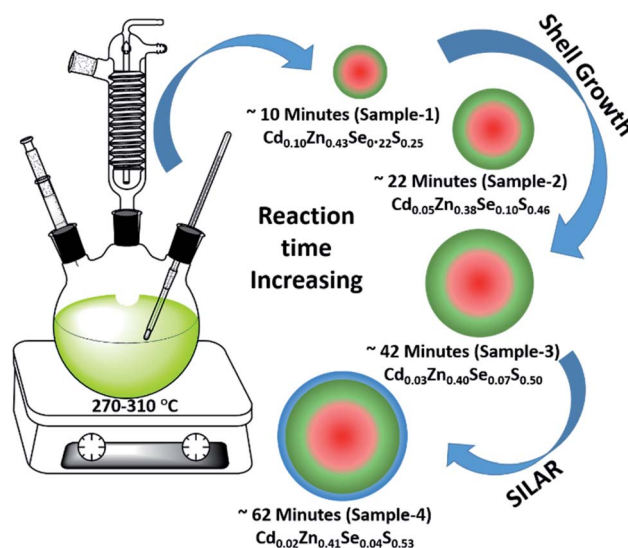 ~ 10 Minutes (Sample-1)
Cd0.10Zn0.43Se0.22S0.25
Shell Growth
~ 22 Minutes (Sample-2)
Cd0.05Zn0.38Se0.10S0.46
Reaction
time
Increasing
~ 42 Minutes (Sample-3)
Cd0.03Zn0.40Se0.07S0.50
270-310 °C
SILAR
~ 62 Minutes (Sample-4)
Cd0.02Zn0.41Se0.04S0.53